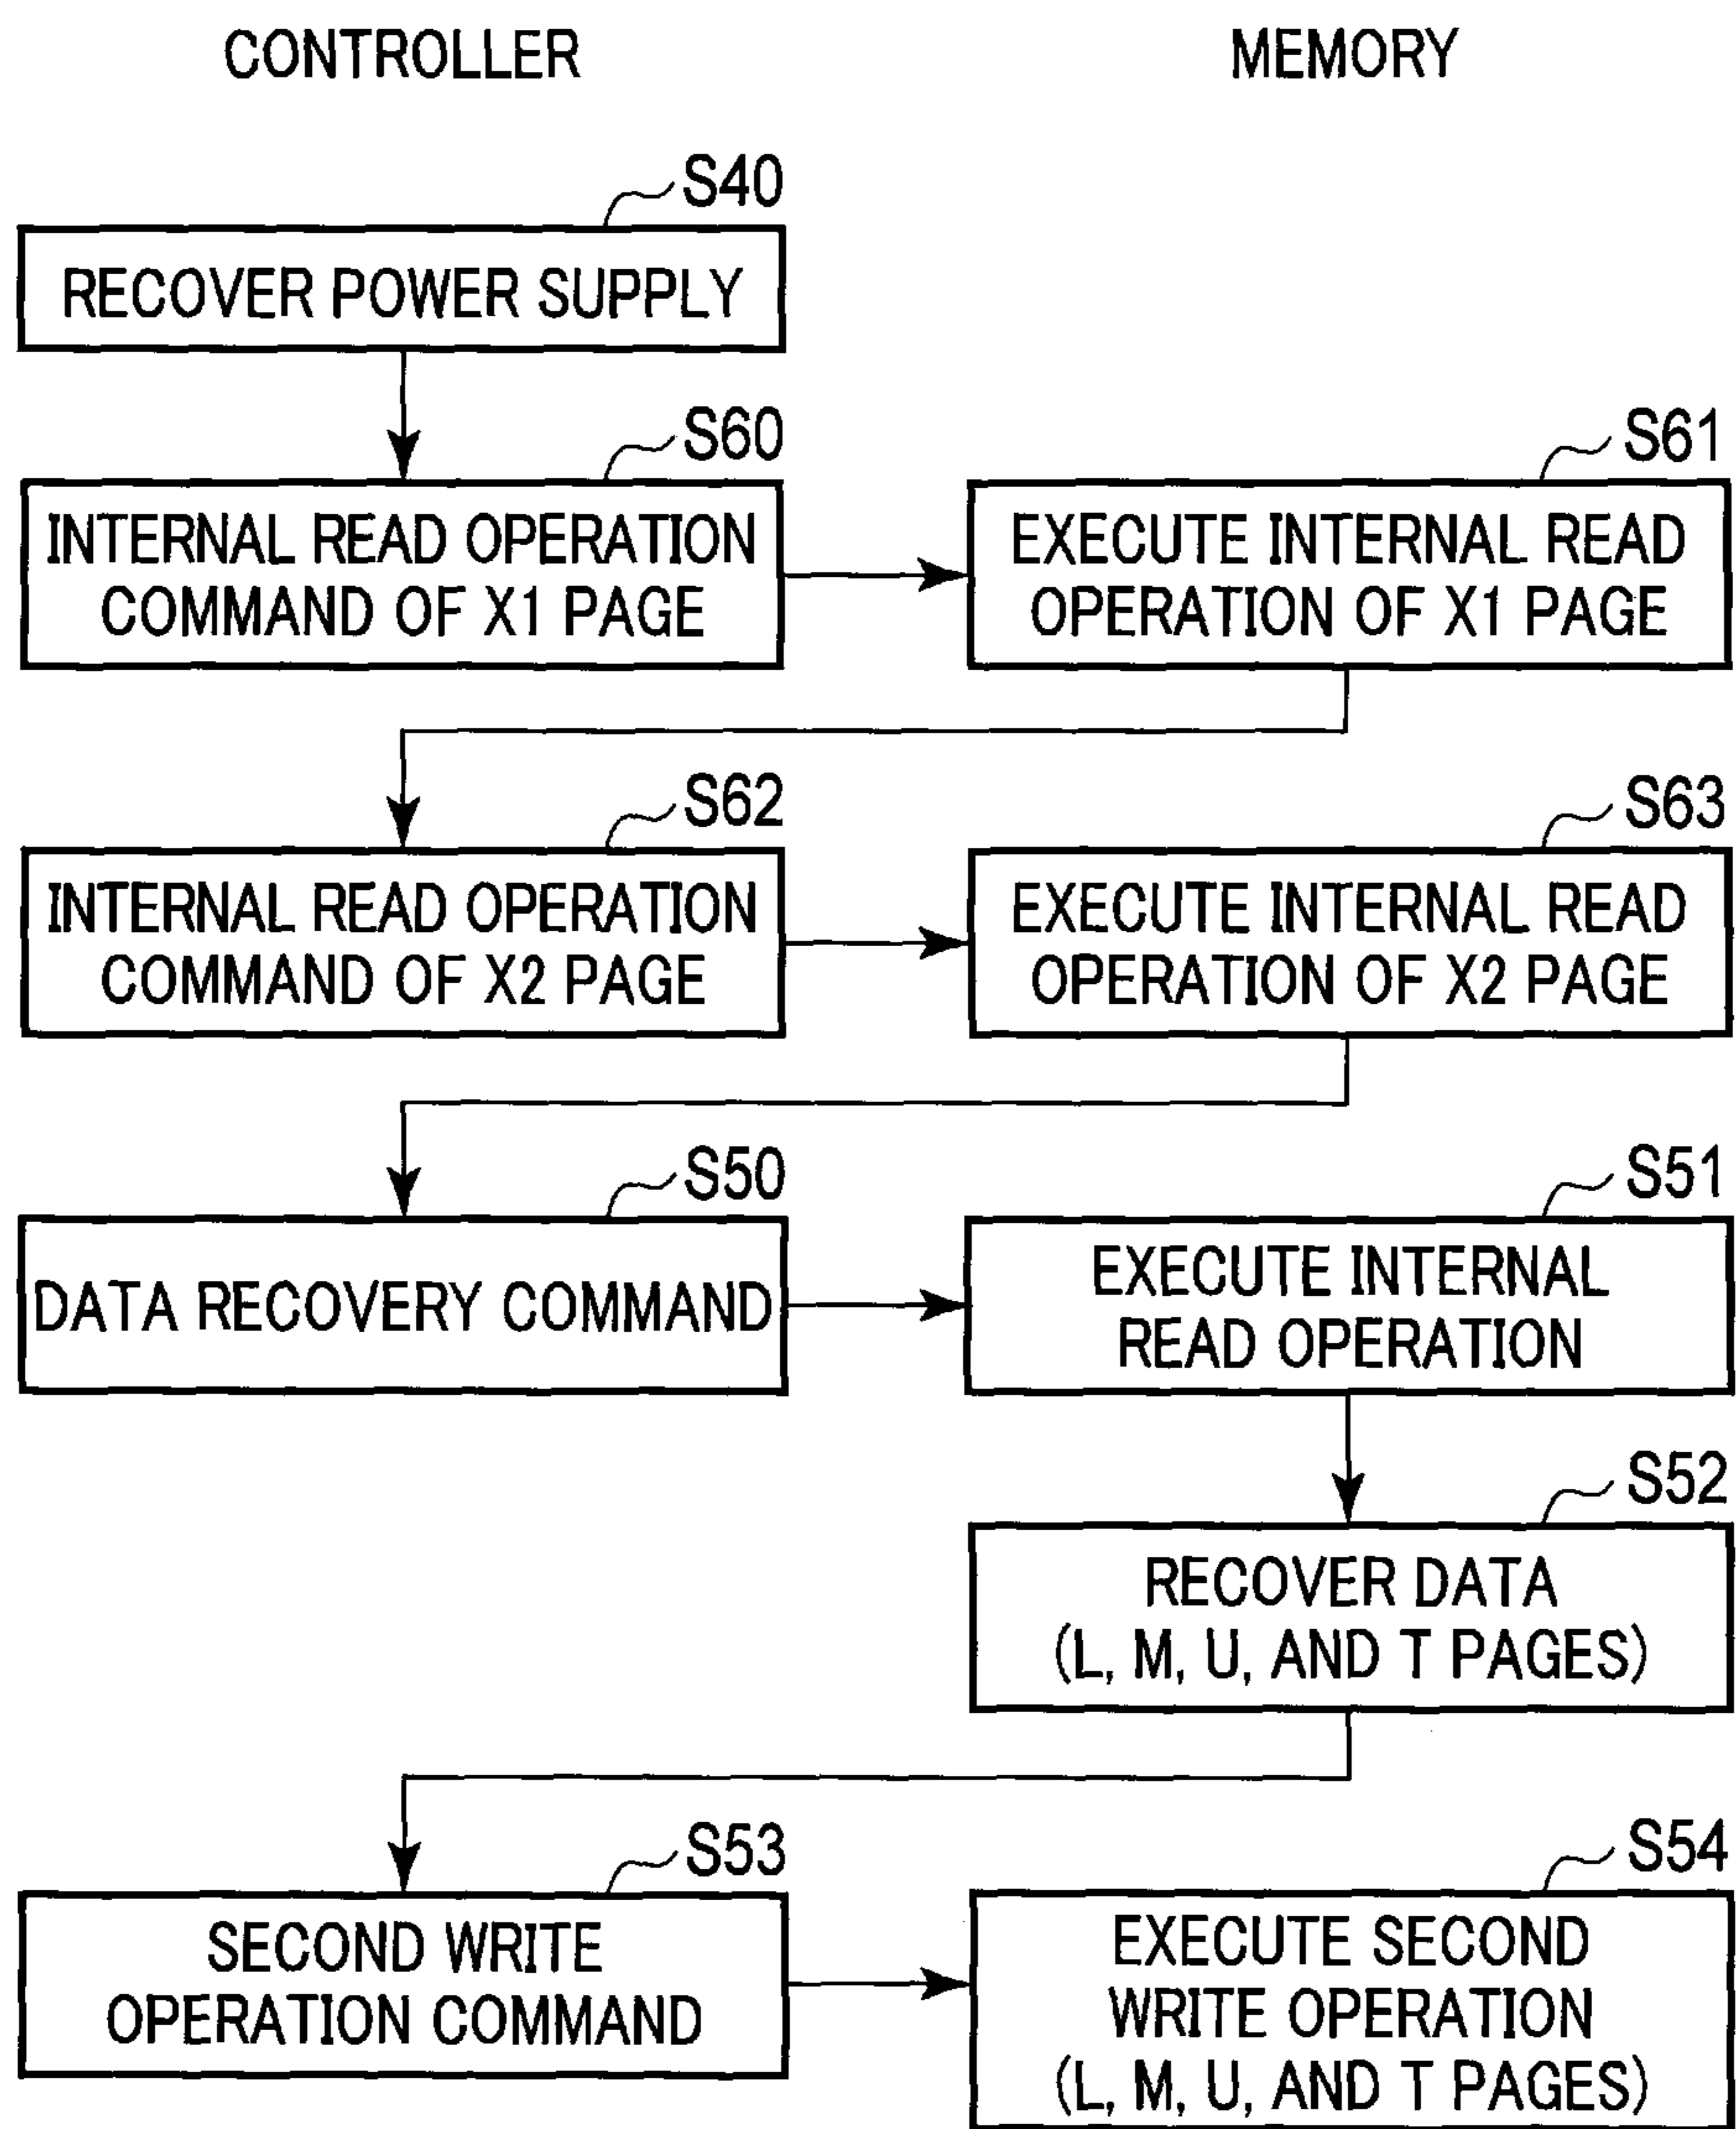 CONTROLLER
MEMORY
S40
RECOVER POWER SUPPLY
S60
INTERNAL READ OPERATION
COMMAND OF X1 PAGE
S61
EXECUTE INTERNAL READ
OPERATION OF X1 PAGE
S62
INTERNAL READ OPERATION
COMMAND OF X2 PAGE
S63
EXECUTE INTERNAL READ
OPERATION OF X2 PAGE
S50
DATA RECOVERY COMMAND
S51
EXECUTE INTERNAL
READ OPERATION
S52
RECOVER DATA
(L, M, U, AND T PAGES)
S53
SECOND WRITE
OPERATION COMMAND
S54
EXECUTE SECOND
WRITE OPERATION
(L, M, U, AND T PAGES)